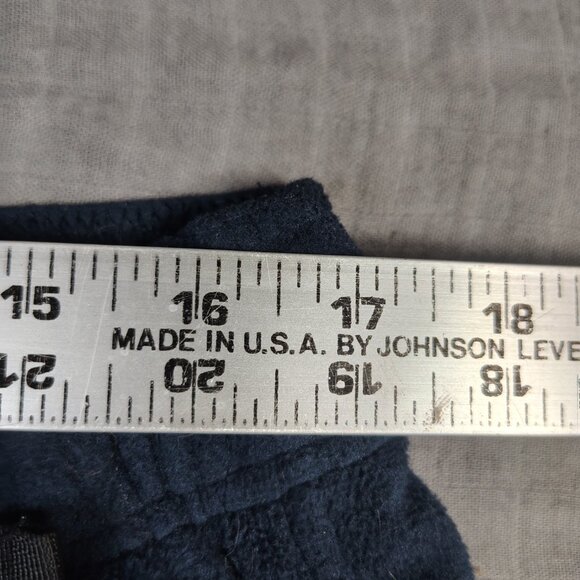 15 16 17 18
MADE IN U.S.A. BY JOHNSON LEVE
21 20 19 18